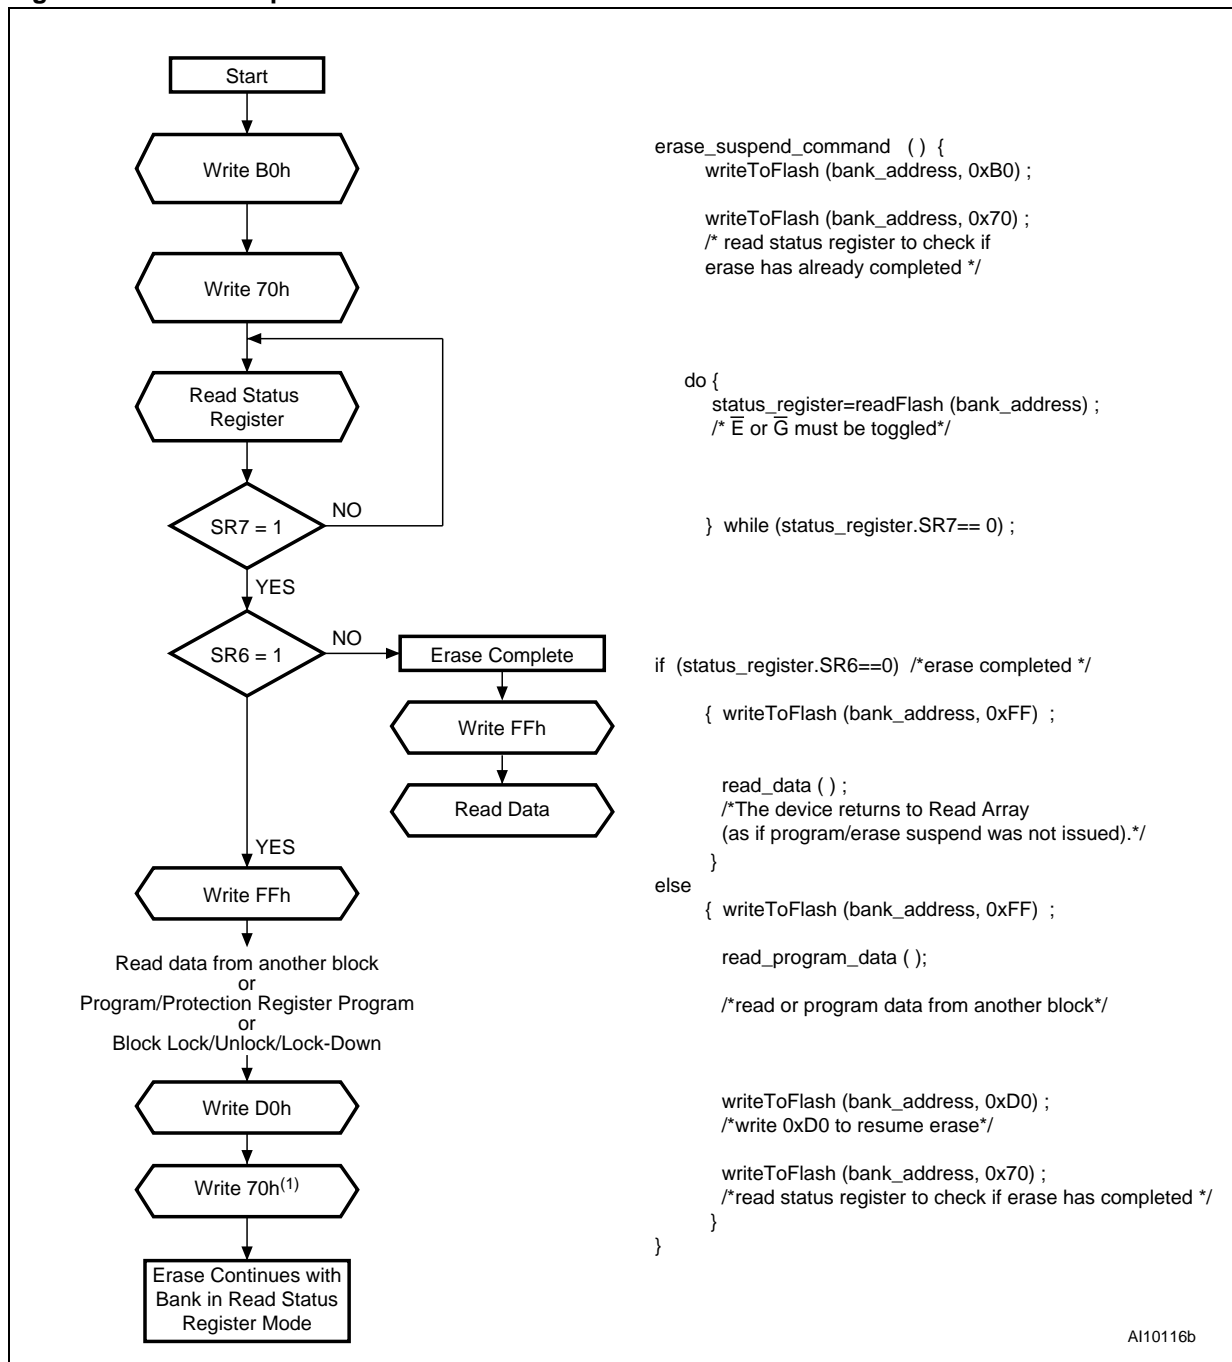 Start
Write B0h
Write 70h
Read Status
Register
SR7 = 1
NO
YES
SR6 = 1
NO
Erase Complete
Write FFh
Read Data
YES
Write FFh
Read data from another block
or
Program/Protection Register Program
or
Block Lock/Unlock/Lock-Down
Write D0h
Write 70h(1)
Erase Continues with
Bank in Read Status
Register Mode
erase_suspend_command ( ) {
writeToFlash (bank_address, 0xB0) ;
writeToFlash (bank_address, 0x70) ;
/* read status register to check if
erase has already completed */
do {
status_register=readFlash (bank_address) ;
/* E̅ or G̅ must be toggled*/
} while (status_register.SR7== 0) ;
if (status_register.SR6==0) /*erase completed */
{ writeToFlash (bank_address, 0xFF) ;
read_data ( ) ;
/*The device returns to Read Array
(as if program/erase suspend was not issued).*/
}
else
{ writeToFlash (bank_address, 0xFF) ;
read_program_data ( );
/*read or program data from another block*/
writeToFlash (bank_address, 0xD0) ;
/*write 0xD0 to resume erase*/
writeToFlash (bank_address, 0x70) ;
/*read status register to check if erase has completed */
}
}
AI10116b